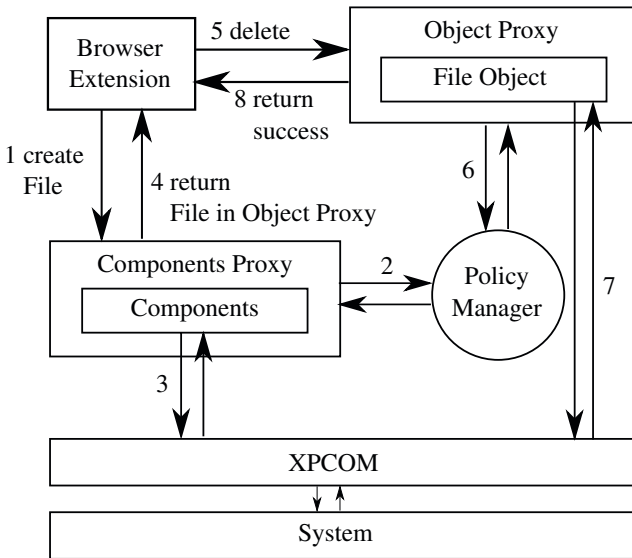 Browser
Extension
5 delete
8 return
success
Object Proxy
File Object
1 create
File
4 return
File in Object Proxy
6
Components Proxy
Components
2
Policy
Manager
7
3
XPCOM
System